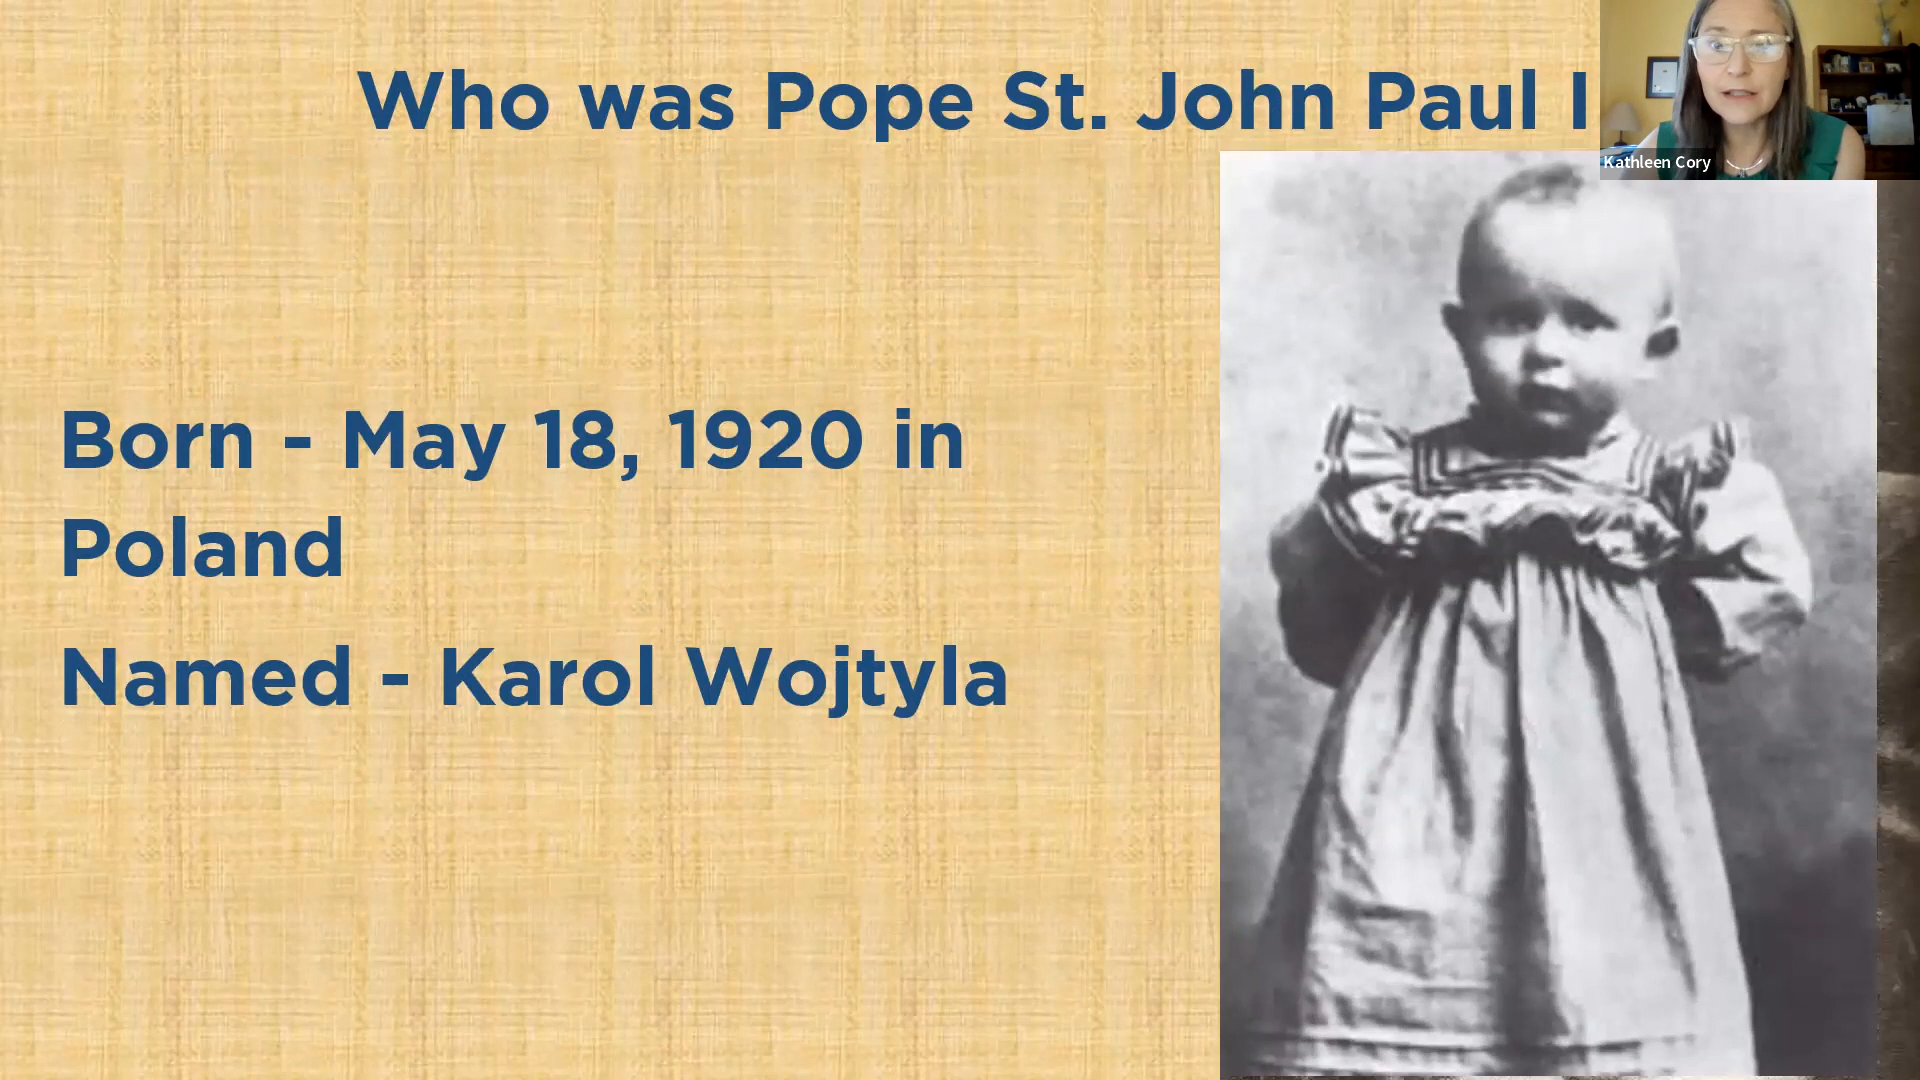 Who was Pope St. John Paul I
Kathleen Cory
Born - May 18, 1920 in
Poland
Named - Karol Wojtyla